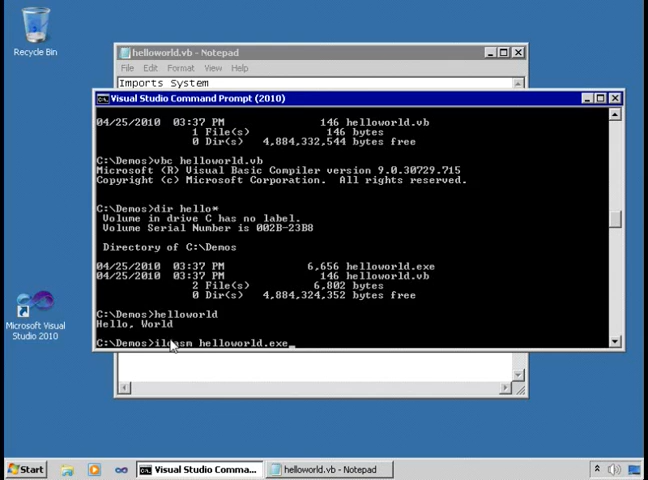 Recycle Bin
helloworld.vb - Notepad
File Edit Format View Help
Imports System
Visual Studio Command Prompt (2010)
04/25/2010 03:37 PM 146 helloworld.vb
1 File(s) 146 bytes
0 Dir(s) 4,884,332,544 bytes free
C:\Demos>vbc helloworld.vb
Microsoft (R) Visual Basic Compiler version 9.0.30729.715
Copyright (c) Microsoft Corporation. All rights reserved.
C:\Demos>dir hello*
Volume in drive C has no label.
Volume Serial Number is 002B-23B8
Directory of C:\Demos
04/25/2010 03:37 PM 6,656 helloworld.exe
04/25/2010 03:37 PM 146 helloworld.vb
2 File(s) 6,802 bytes
0 Dir(s) 4,884,324,352 bytes free
C:\Demos>helloworld
Hello, World
C:\Demos>ildasm helloworld.exe_
Microsoft Visual
Studio 2010
Start
Visual Studio Comma...
helloworld.vb - Notepad